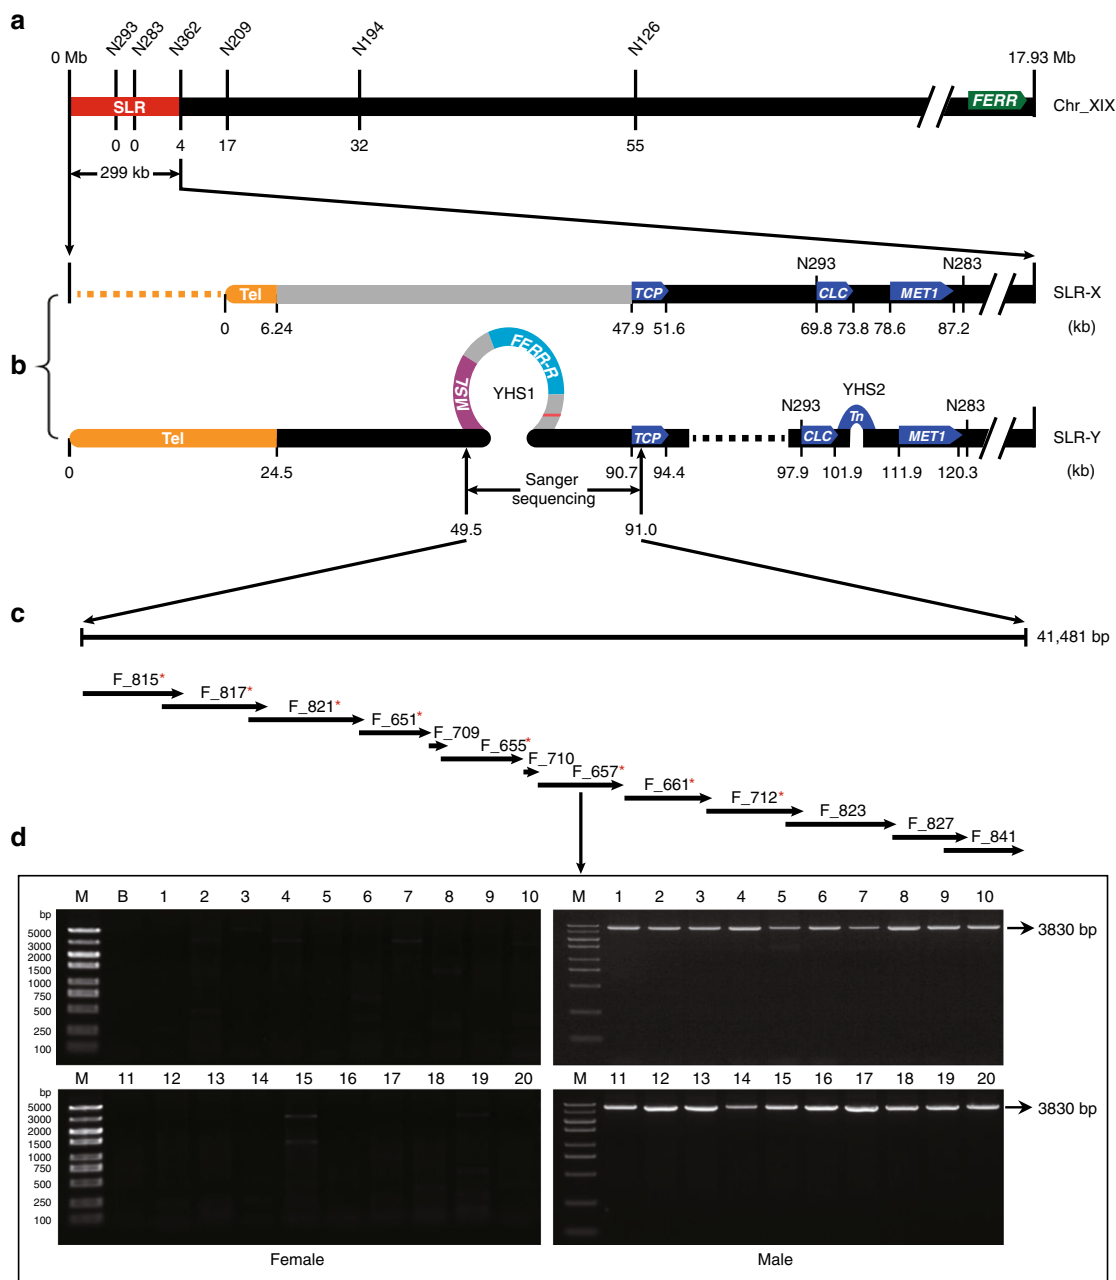 a
0 Mb N293 N283 N362 N209 N194 N126 17.93 Mb
SLR FERR Chr_XIX
0 0 4 17 32 55
299 kb
N293 N283
Tel TCP CLC MET1 SLR-X
0 6.24 47.9 51.6 69.8 73.8 78.6 87.2 (kb)
b
MSL FERR-R YHS1
YHS2
N293 Tn N283
Tel TCP CLC MET1 SLR-Y
0 24.5 90.7 94.4 97.9 101.9 111.9 120.3 (kb)
Sanger
sequencing
49.5 91.0
c
41,481 bp
F_815*
F_817*
F_821*
F_651*
F_709
F_655*
F_710
F_657*
F_661*
F_712*
F_823
F_827
F_841
d
M B 1 2 3 4 5 6 7 8 9 10
bp
5000
3000
2000
1500
1000
750
500
250
100
M 1 2 3 4 5 6 7 8 9 10
3830 bp
M 11 12 13 14 15 16 17 18 19 20
bp
5000
3000
2000
1500
1000
750
500
250
100
M 11 12 13 14 15 16 17 18 19 20
3830 bp
Female Male